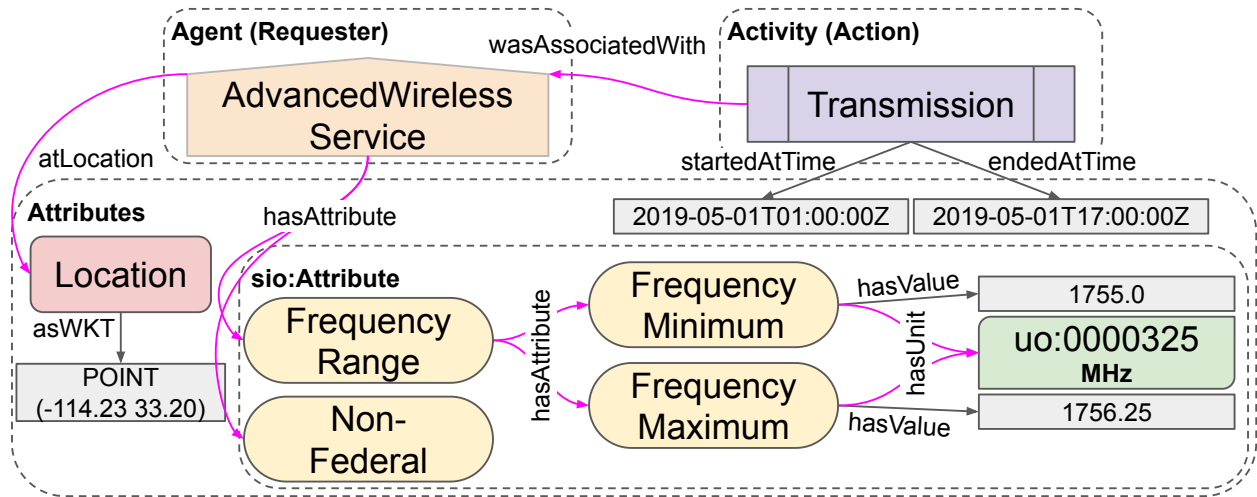 Agent (Requester)
wasAssociatedWith
Activity (Action)
AdvancedWireless
Service
Transmission
atLocation
startedAtTime
endedAtTime
Attributes
hasAttribute
2019-05-01T01:00:00Z
2019-05-01T17:00:00Z
Location
sio:Attribute
asWKT
POINT
(-114.23 33.20)
Frequency
Range
Non-
Federal
hasAttribute
Frequency
Minimum
Frequency
Maximum
hasValue
hasUnit
hasValue
1755.0
uo:0000325
MHz
1756.25